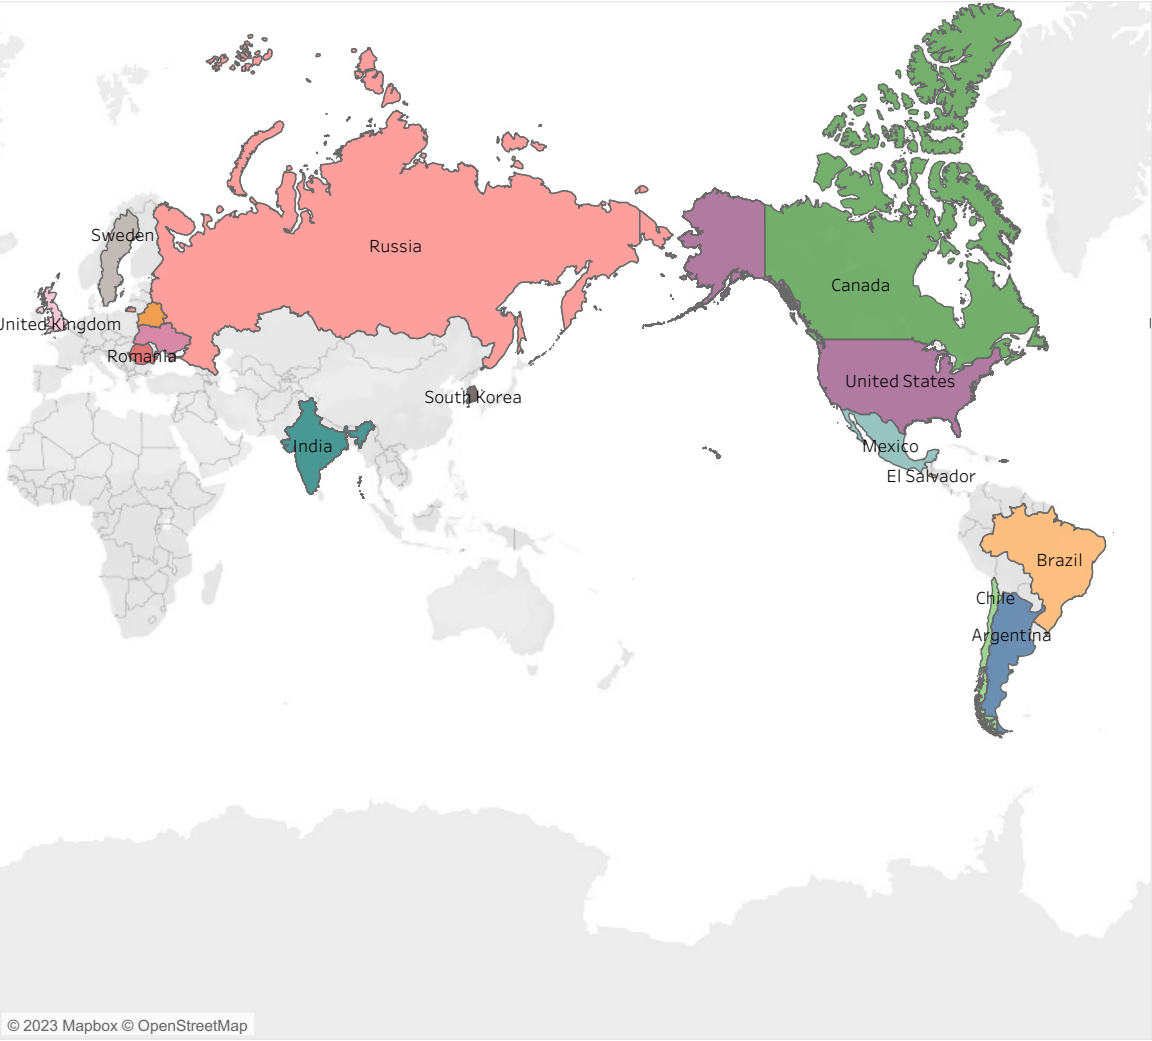 Sweden
Russia
Canada
United Kingdom
Romania
United States
South Korea
India
Mexico
El Salvador
Brazil
Chile
Argentina
© 2023 Mapbox © OpenStreetMap